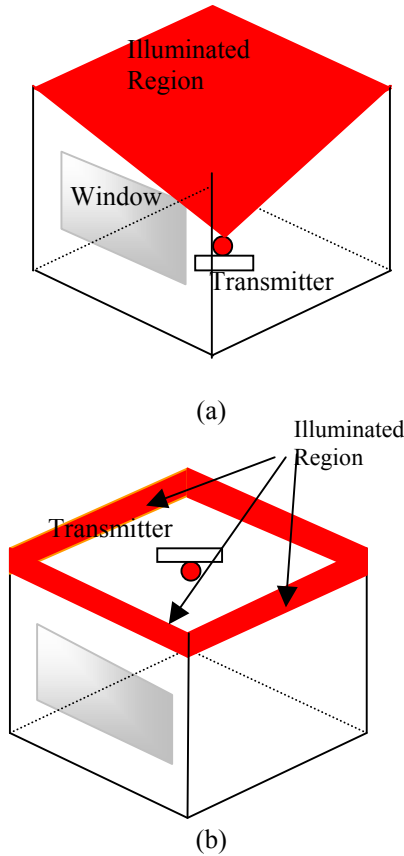 Illuminated
Region
Window
Transmitter
(a)
Illuminated
Region
Transmitter
(b)